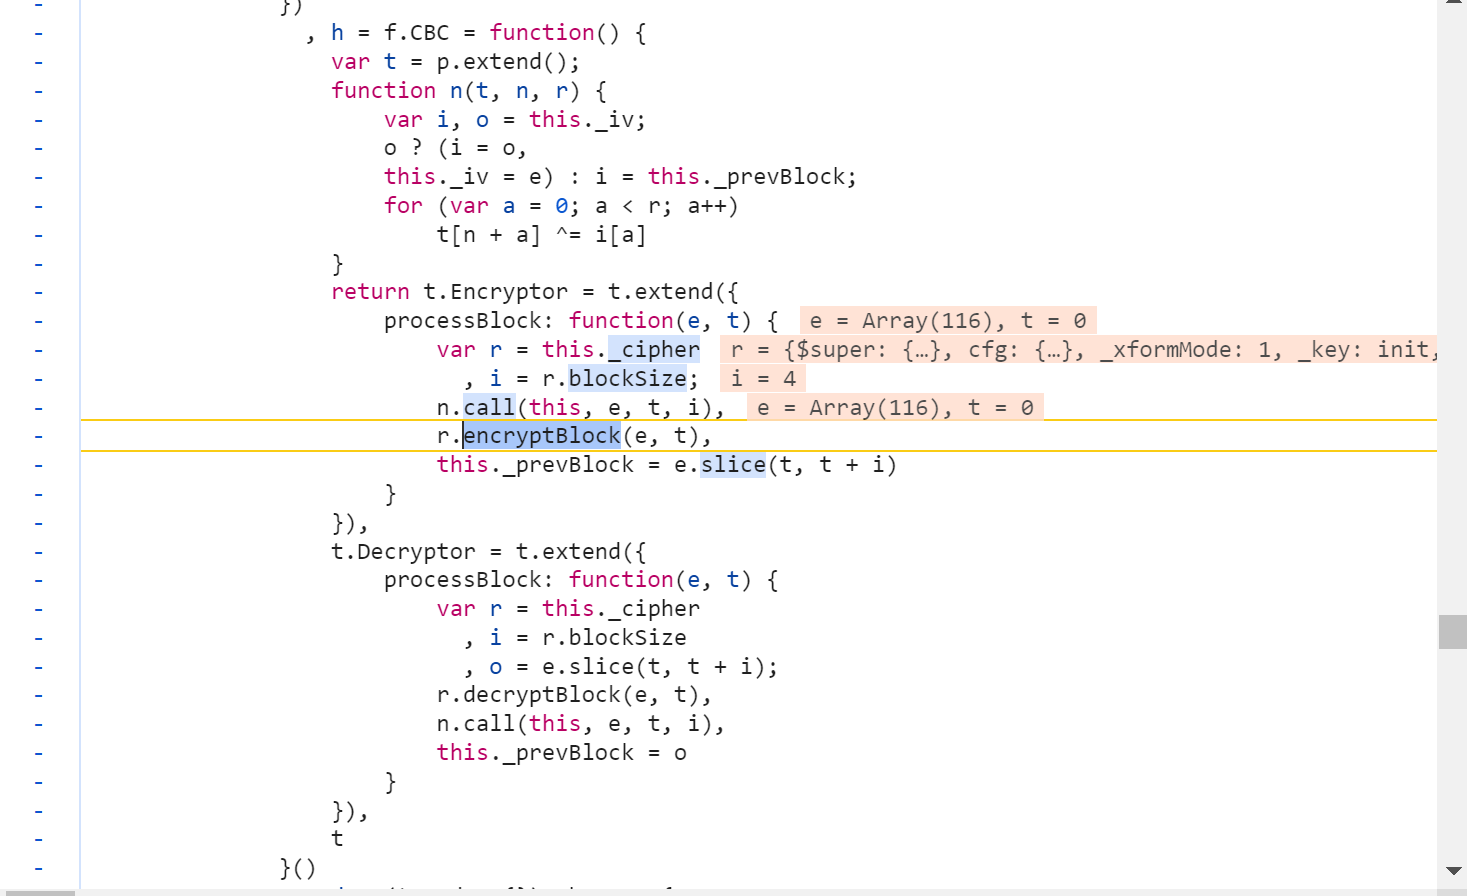 })
, h = f.CBC = function() {
var t = p.extend();
function n(t, n, r) {
var i, o = this._iv;
o ? (i = o,
this._iv = e) : i = this._prevBlock;
for (var a = 0; a < r; a++)
t[n + a] ^= i[a]
}
return t.Encryptor = t.extend({
processBlock: function(e, t) { e = Array(116), t = 0
var r = this._cipher r = {$super: {…}, cfg: {…}, _xformMode: 1, _key: init,
, i = r.blockSize; i = 4
n.call(this, e, t, i), e = Array(116), t = 0
r.encryptBlock(e, t),
this._prevBlock = e.slice(t, t + i)
}
}),
t.Decryptor = t.extend({
processBlock: function(e, t) {
var r = this._cipher
, i = r.blockSize
, o = e.slice(t, t + i);
r.decryptBlock(e, t),
n.call(this, e, t, i),
this._prevBlock = o
}
}),
t
}()